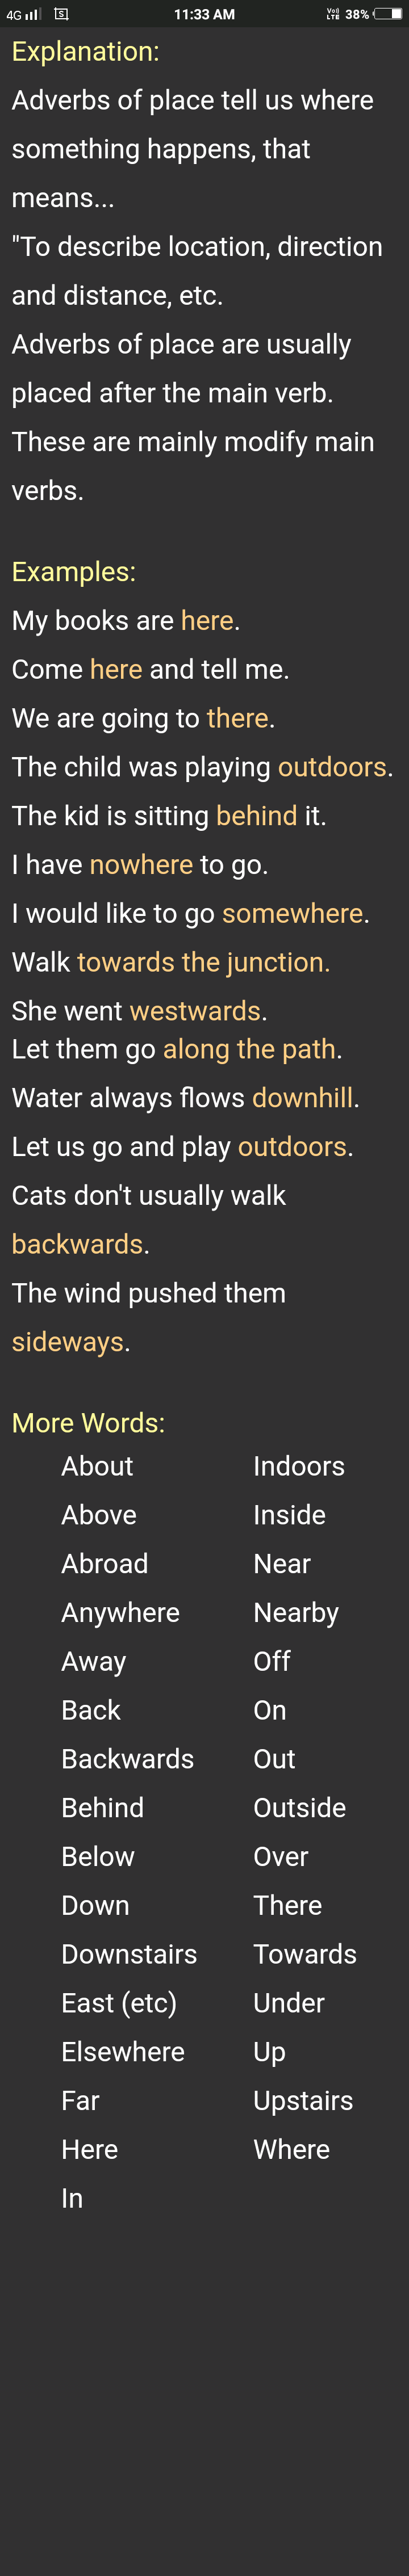 4G 11:33 AM Vo) LTE 38%
Explanation:
Adverbs of place tell us where
something happens, that
means...
"To describe location, direction
and distance, etc.
Adverbs of place are usually
placed after the main verb.
These are mainly modify main
verbs.
Examples:
My books are here.
Come here and tell me.
We are going to there.
The child was playing outdoors.
The kid is sitting behind it.
I have nowhere to go.
I would like to go somewhere.
Walk towards the junction.
She went westwards.
Let them go along the path.
Water always flows downhill.
Let us go and play outdoors.
Cats don't usually walk
backwards.
The wind pushed them
sideways.
More Words:
About Indoors
Above Inside
Abroad Near
Anywhere Nearby
Away Off
Back On
Backwards Out
Behind Outside
Below Over
Down There
Downstairs Towards
East (etc) Under
Elsewhere Up
Far Upstairs
Here Where
In